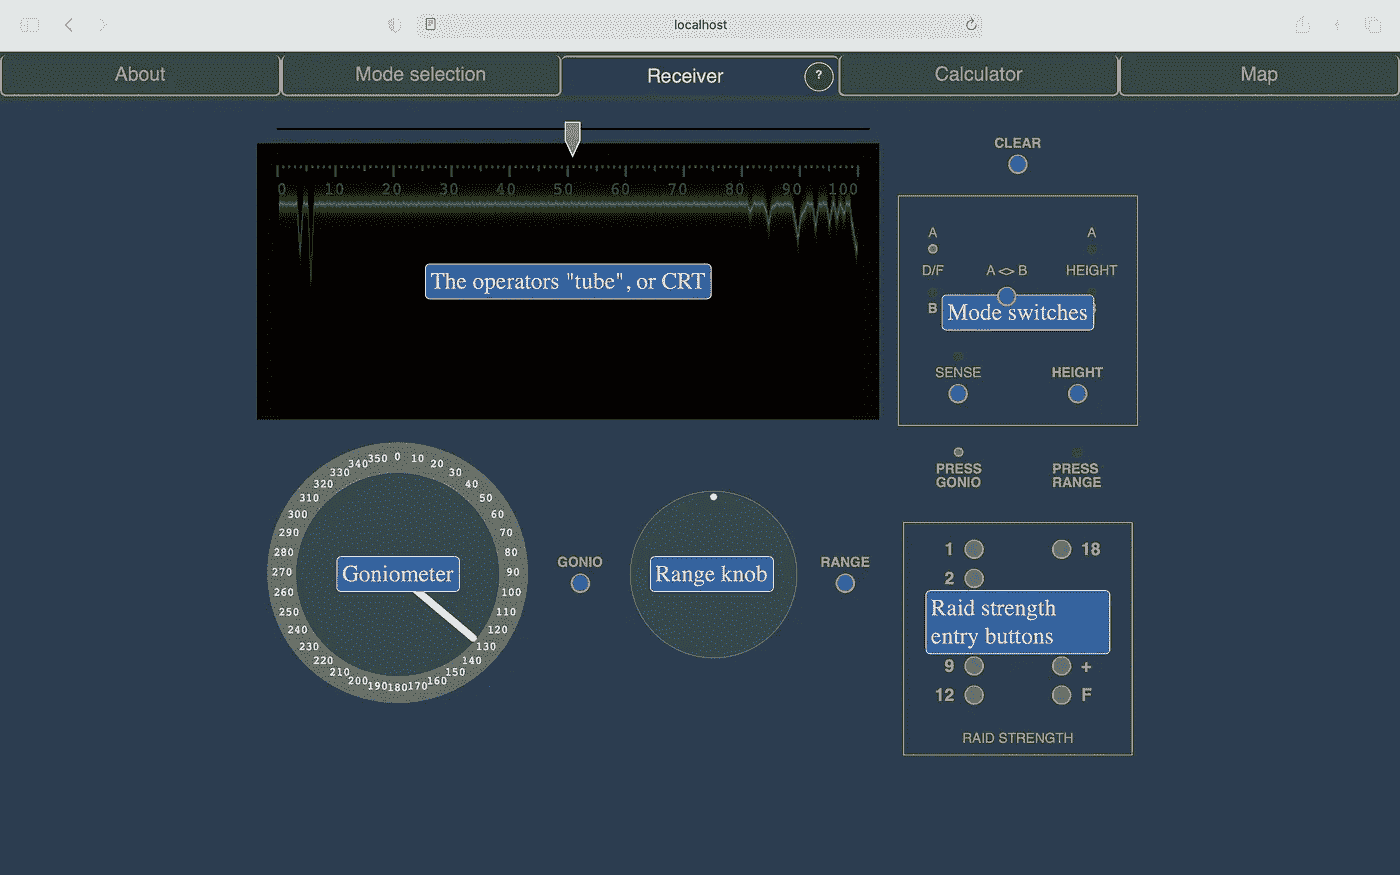 localhost
About
Mode selection
Receiver
?
Calculator
Map
0 10 20 30 40 50 60 70 80 90 100
The operators "tube", or CRT
CLEAR
A A
D/F A <> B HEIGHT
B
Mode switches
SENSE HEIGHT
PRESS GONIO
PRESS RANGE
0 10 20 30 40 50 60 70 80 90 100 110 120 130 140 150 160 170 180 190 200 210 220 230 240 250 260 270 280 290 300 310 320 330 340 350
Goniometer
GONIO
Range knob
RANGE
1 18
2
Raid strength
entry buttons
9 +
12 F
RAID STRENGTH